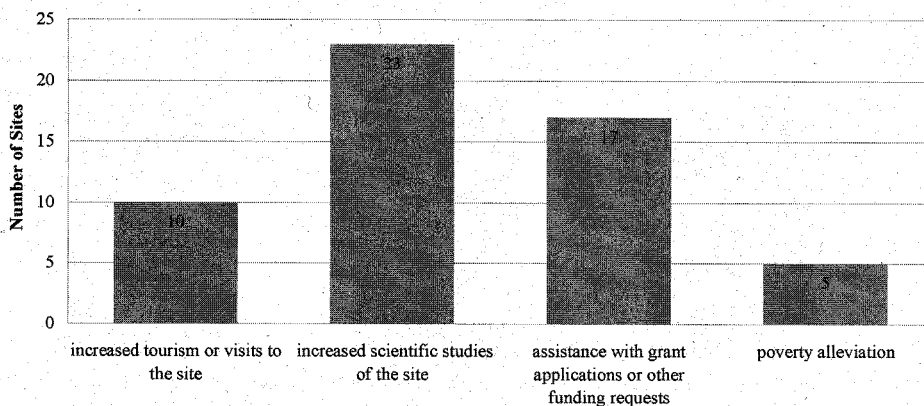 25
20
15
10
5
0
Number of Sites
10
23
17
5
increased tourism or visits to
the site
increased scientific studies
of the site
assistance with grant
applications or other
funding requests
poverty alleviation